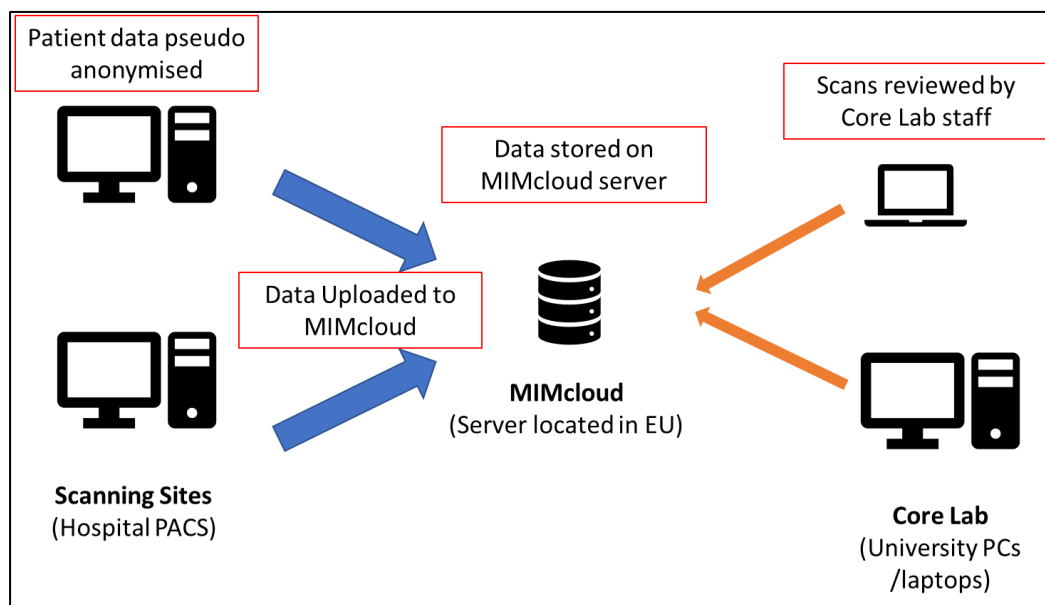 Patient data pseudo
anonymised
Scans reviewed by
Core Lab staff
Data stored on
MIMcloud server
Data Uploaded to
MIMcloud
MIMcloud
(Server located in EU)
Scanning Sites
(Hospital PACS)
Core Lab
(University PCs
/laptops)